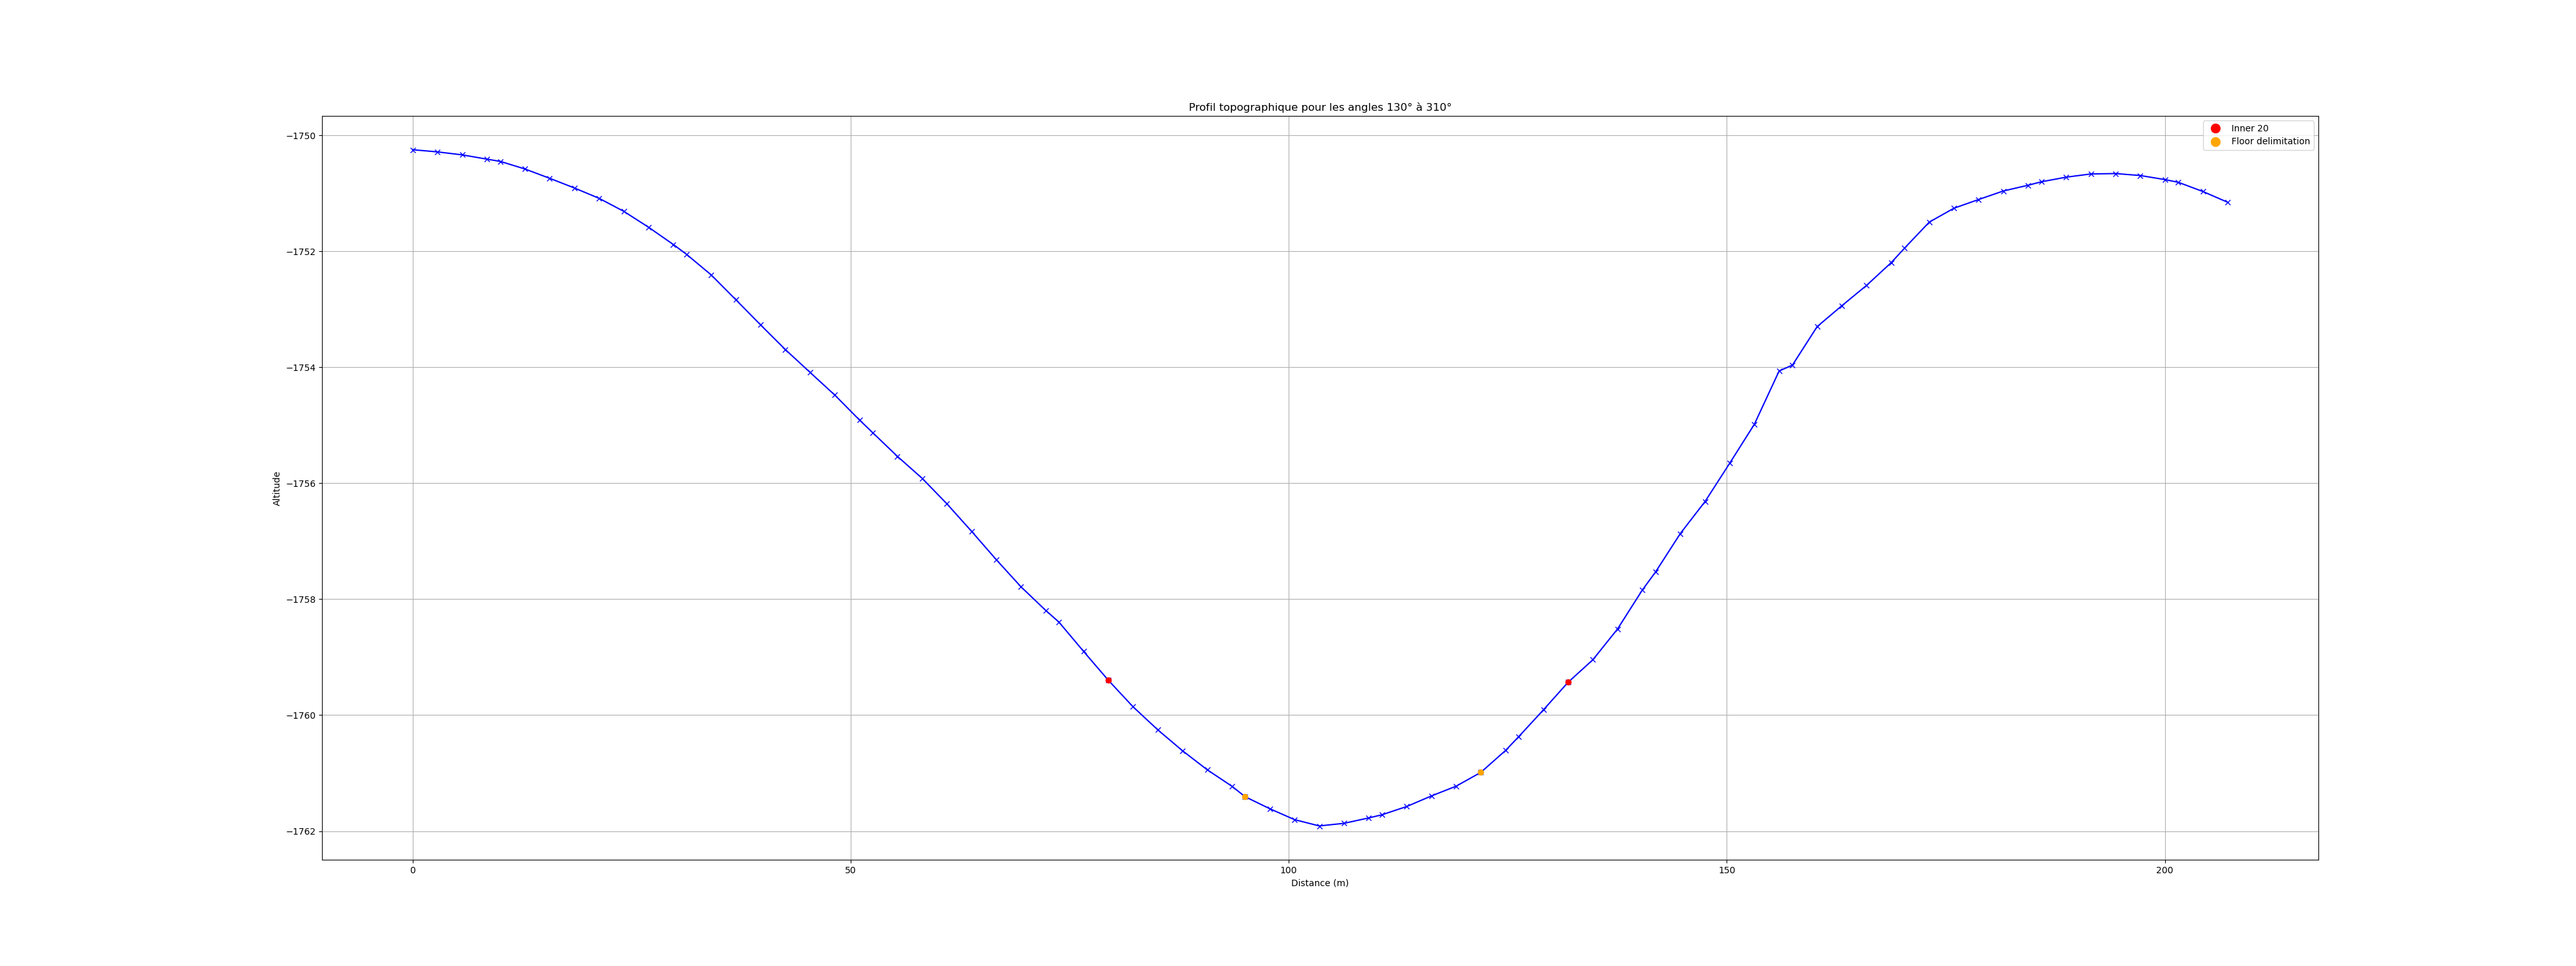 Profil topographique pour les angles 130° à 310°
Inner 20
Floor delimitation
Altitude
−1750
−1752
−1754
−1756
−1758
−1760
−1762
0 50 100 150 200
Distance (m)